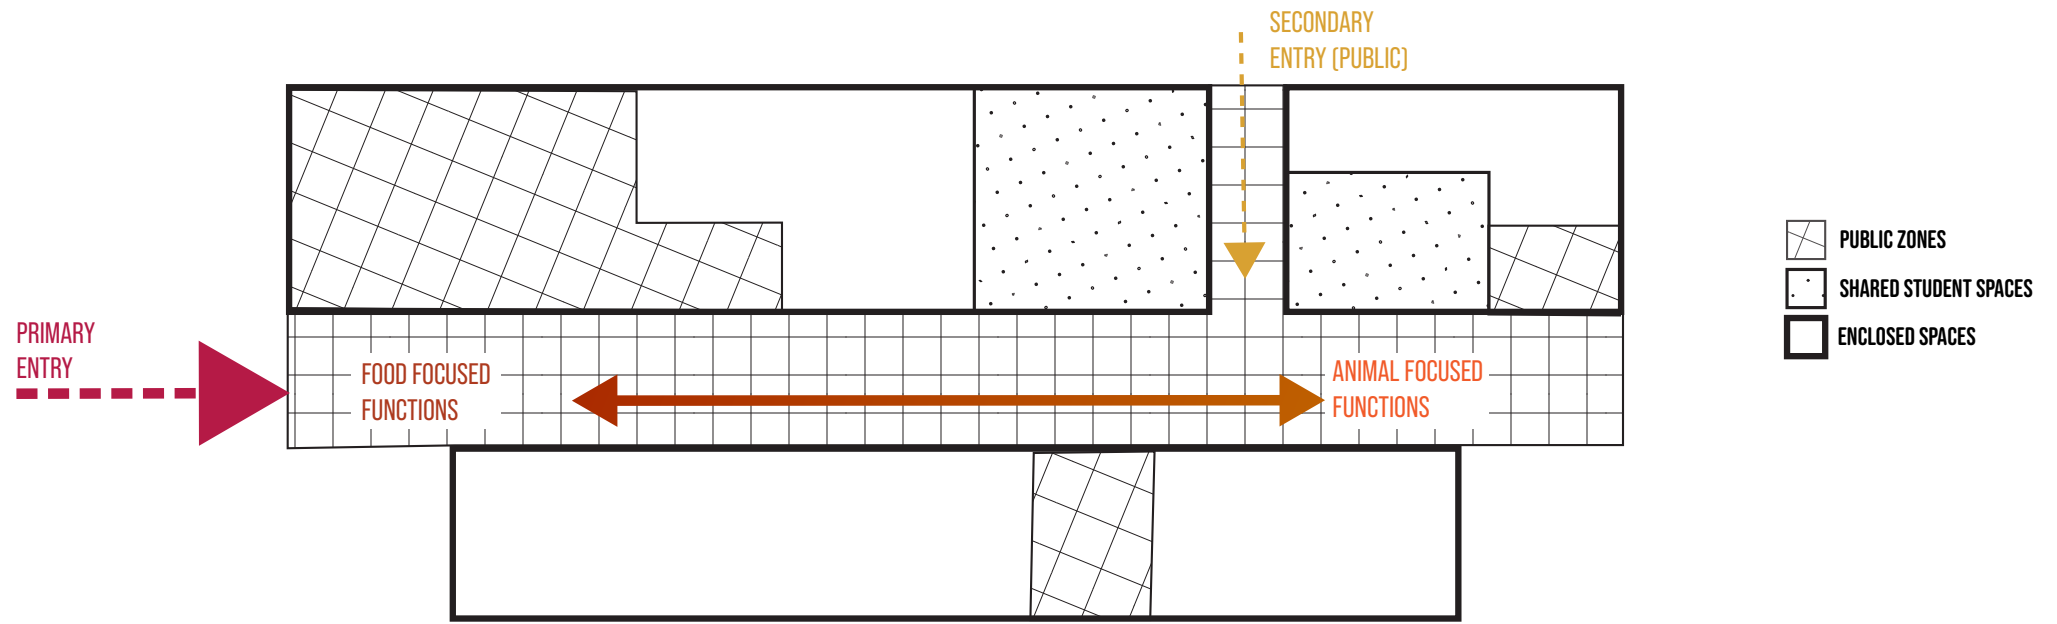 SECONDARY
ENTRY (PUBLIC)
PUBLIC ZONES
SHARED STUDENT SPACES
ENCLOSED SPACES
PRIMARY
ENTRY
FOOD FOCUSED
FUNCTIONS
ANIMAL FOCUSED
FUNCTIONS